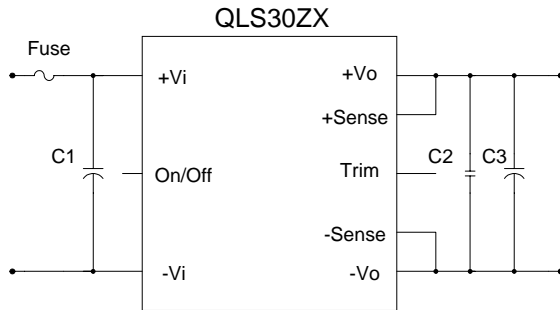 QLS30ZX
Fuse
+Vi
+Vo
+Sense
C1
On/Off
Trim
C2
C3
-Sense
-Vi
-Vo